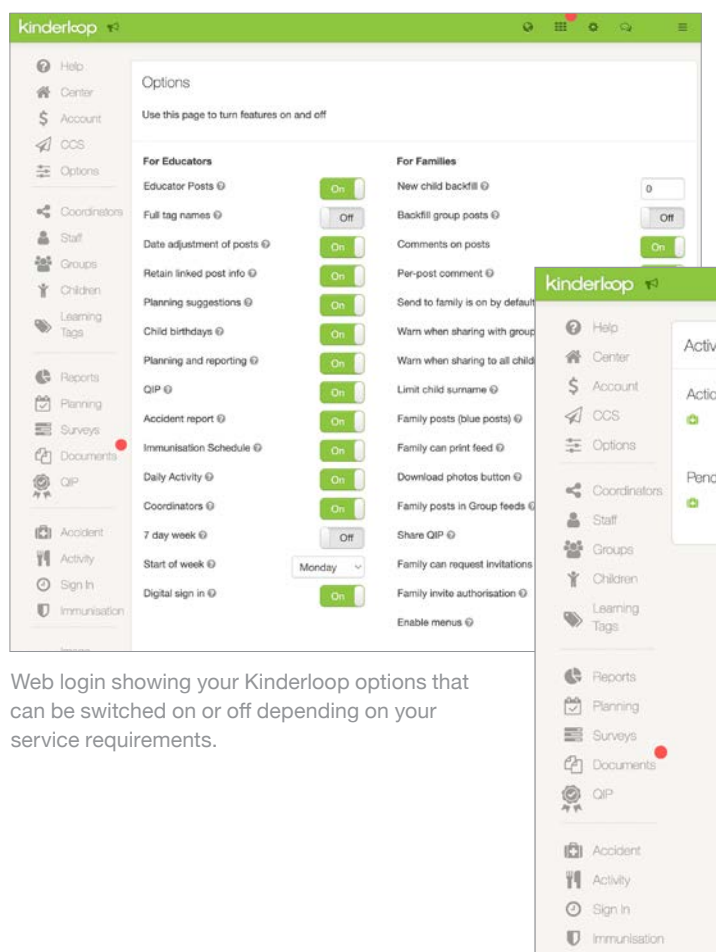 kinderloop
Help
Center
Account
CCS
Options
Coordinators
Staff
Groups
Children
Learning
Tags
Reports
Planning
Surveys
Documents
QIP
Accident
Activity
Sign In
Immunisation
Options
Use this page to turn features on and off
For Educators
Educator Posts On
Full tag names Off
Date adjustment of posts On
Retain linked post info On
Planning suggestions On
Child birthdays On
Planning and reporting On
QIP On
Accident report On
Immunisation Schedule On
Daily Activity On
Coordinators On
7 day week Off
Start of week Monday
Digital sign in On
For Families
New child backfill 0
Backfill group posts Off
Comments on posts On
Per-post comment
Send to family is on by default
Warn when sharing with group
Warn when sharing to all child
Limit child surname
Family posts (blue posts)
Family can print feed
Download photos button
Family posts in Group feeds
Share QIP
Family can request invitations
Family invite authorisation
Enable menus
kinderloop
Help
Center
Account
CCS
Options
Coordinators
Staff
Groups
Children
Learning
Tags
Reports
Planning
Surveys
Documents
QIP
Accident
Activity
Sign In
Immunisation
Activ
Actio
Pend
Web login showing your Kinderloop options that
can be switched on or off depending on your
service requirements.